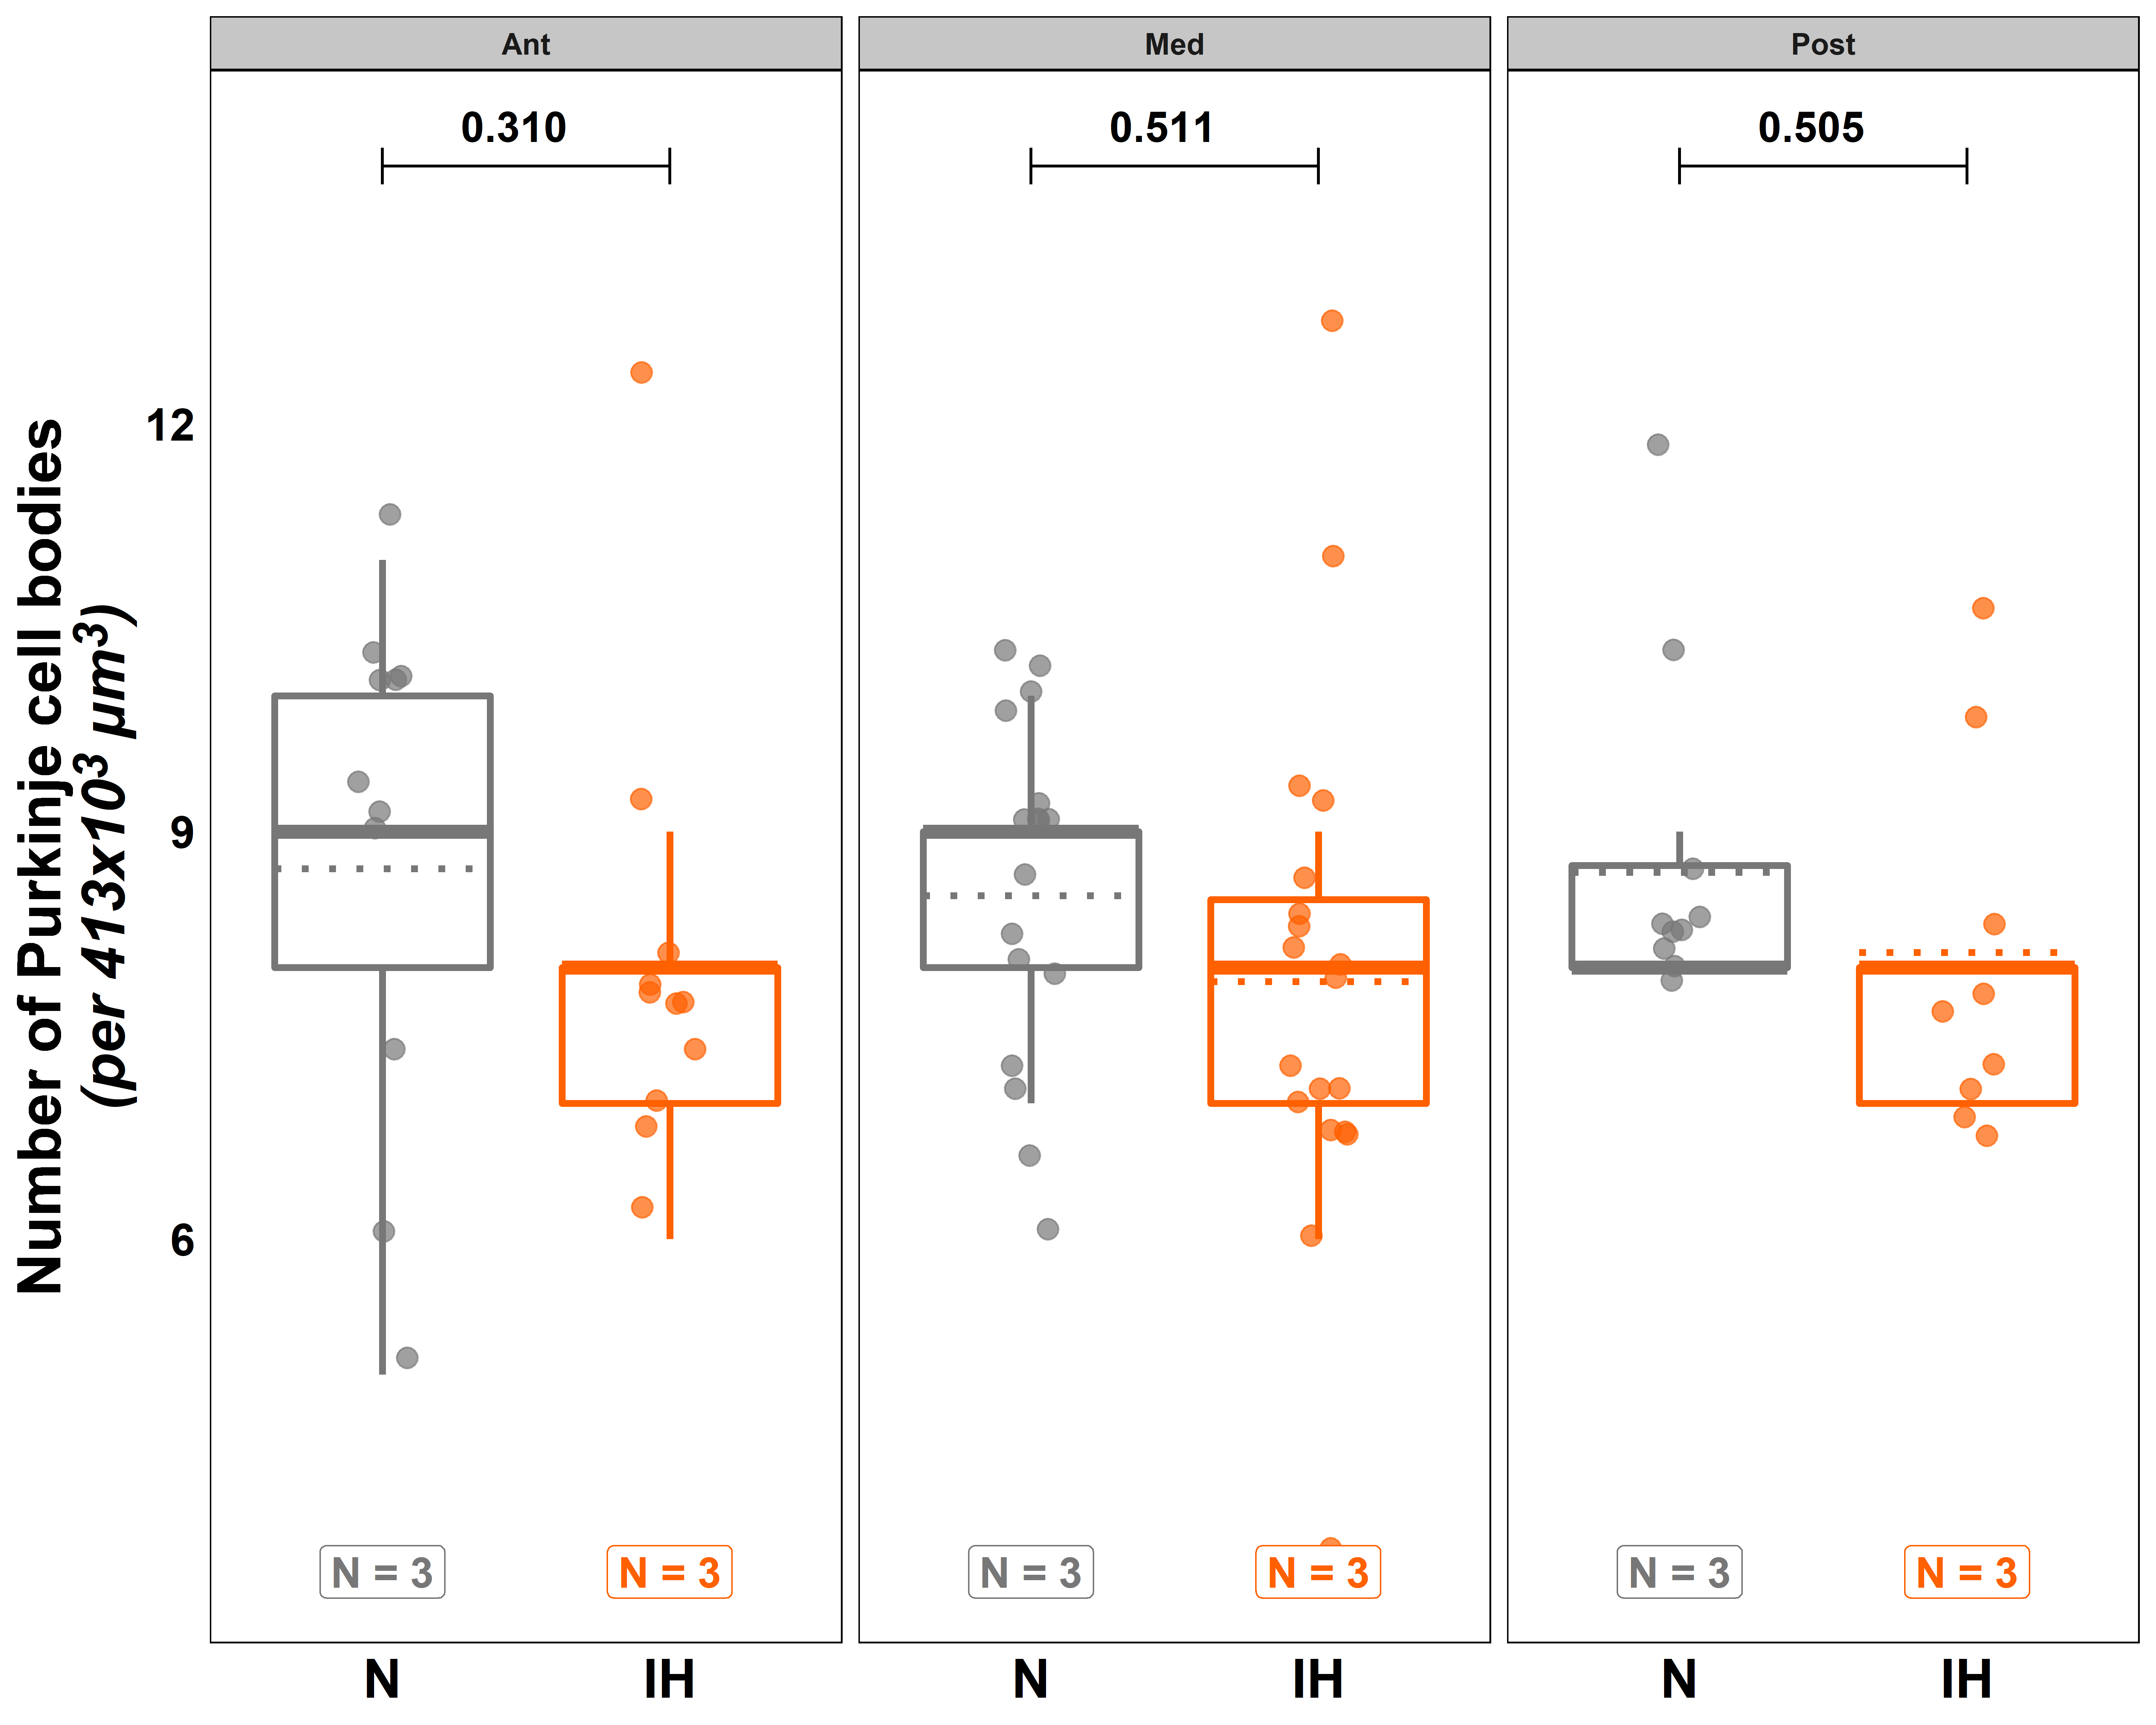 Ant Med Post
0.310 0.511 0.505
Number of Purkinje cell bodies
(per 413x10³ µm³)
12
9
6
N = 3 N = 3 N = 3 N = 3 N = 3 N = 3
N IH N IH N IH